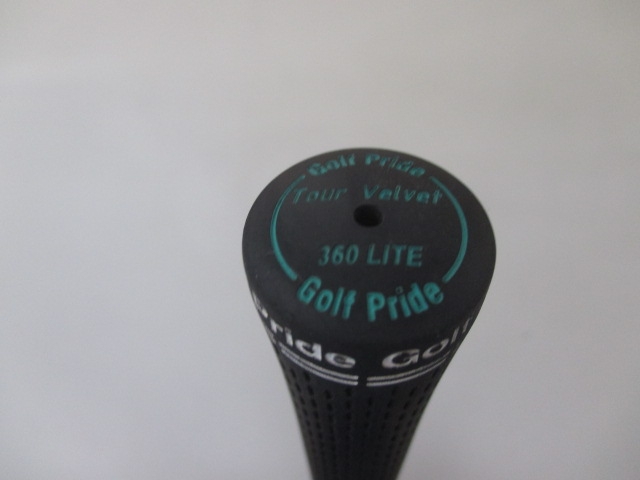 Golf Pride
Tour Velvet
360 LITE
Golf Pride
Pride Golf